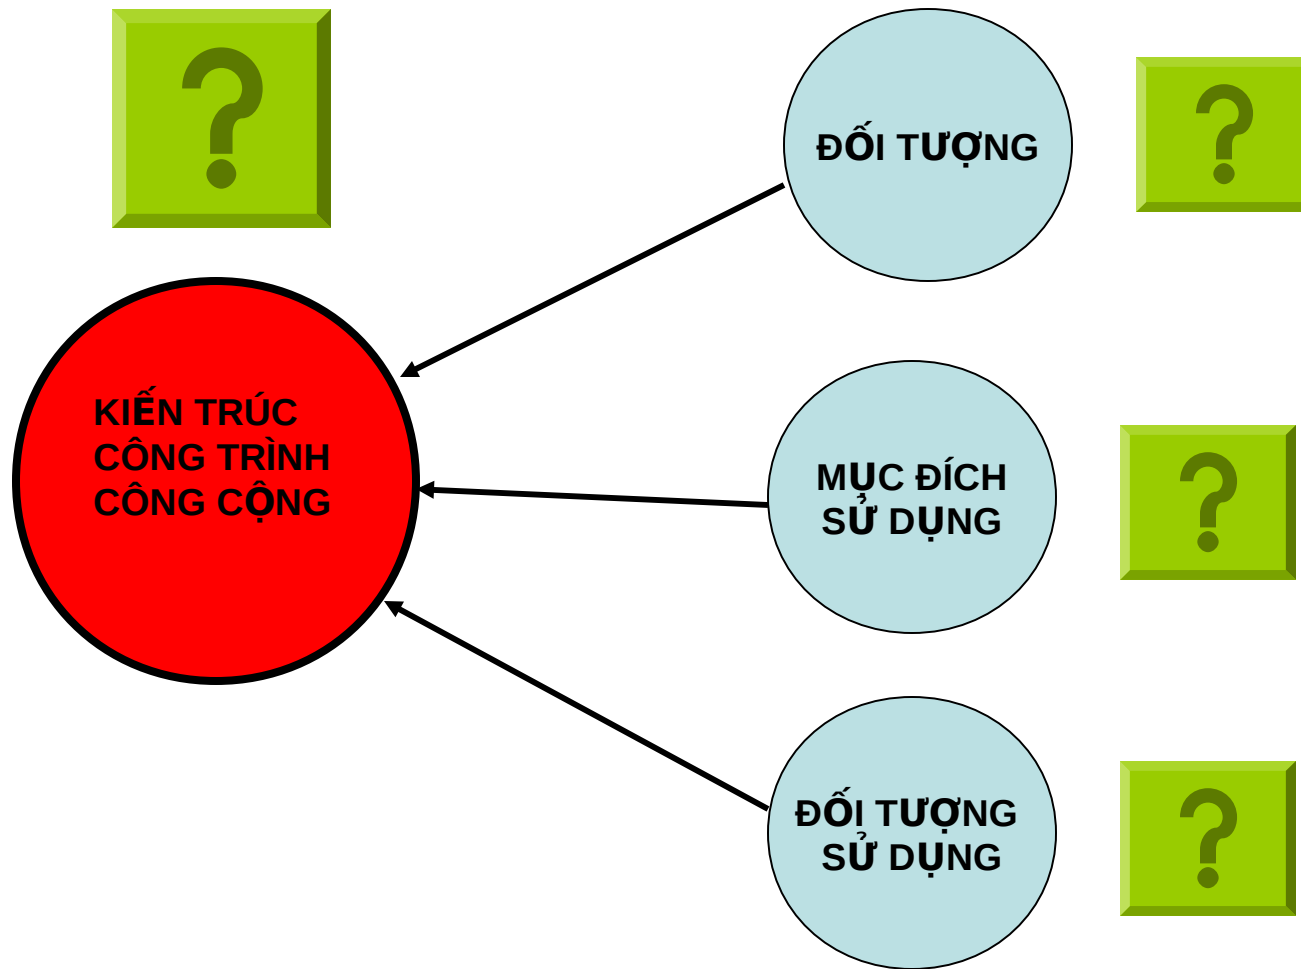 ?
ĐỐI TƯỢNG
?
KIẾN TRÚC
CÔNG TRÌNH
CÔNG CỘNG
MỤC ĐÍCH
SỬ DỤNG
?
ĐỐI TƯỢNG
SỬ DỤNG
?